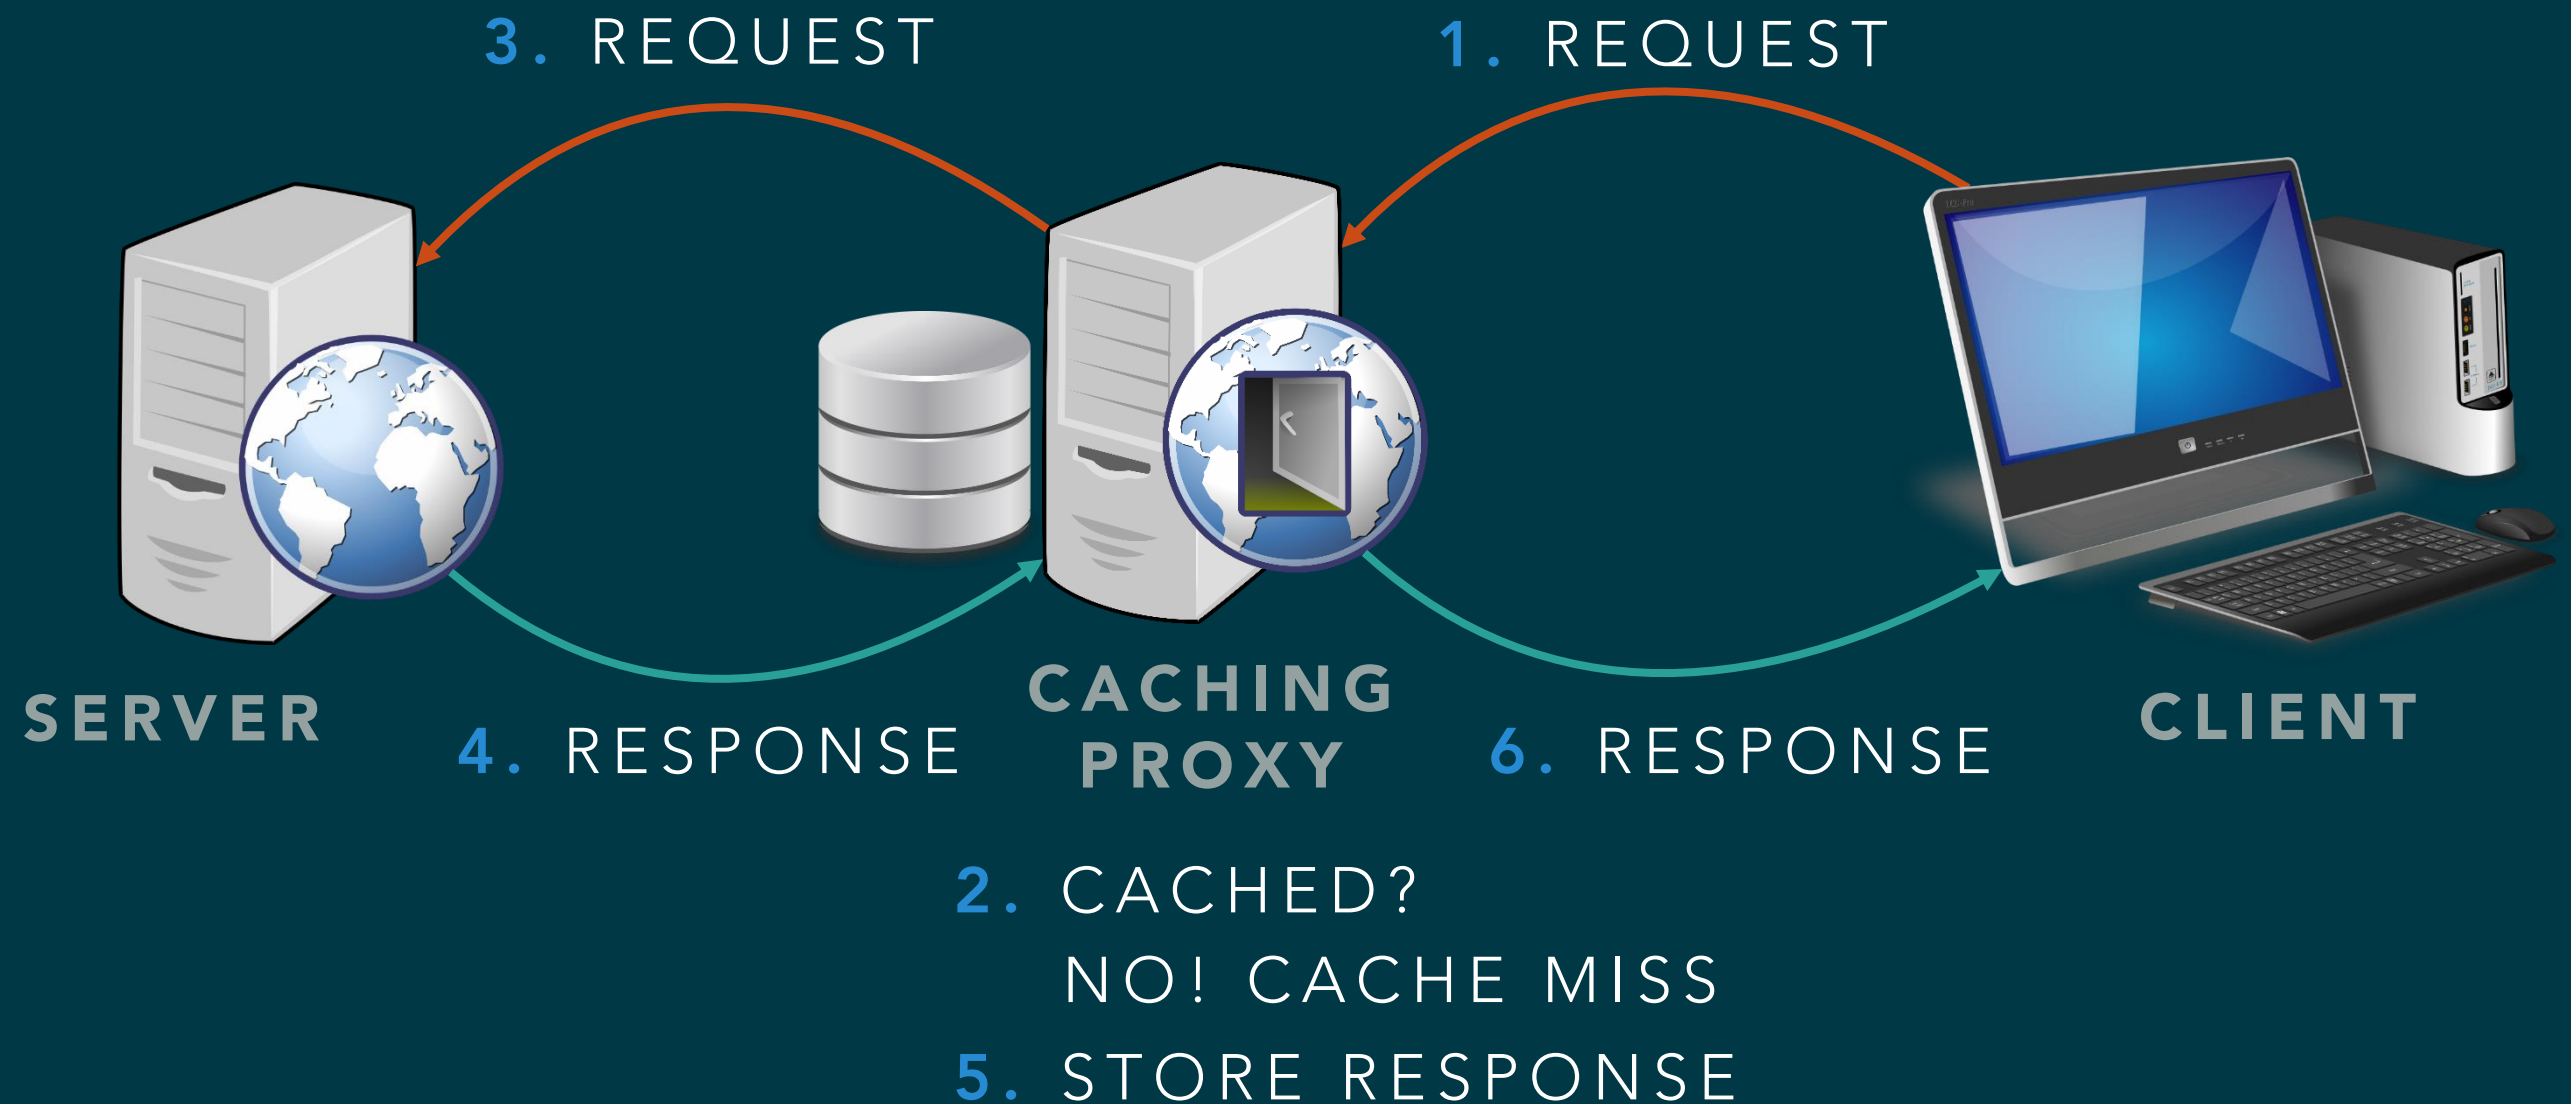 3. REQUEST
1. REQUEST
SERVER
CACHING
PROXY
CLIENT
4. RESPONSE
6. RESPONSE
2. CACHED?
NO! CACHE MISS
5. STORE RESPONSE